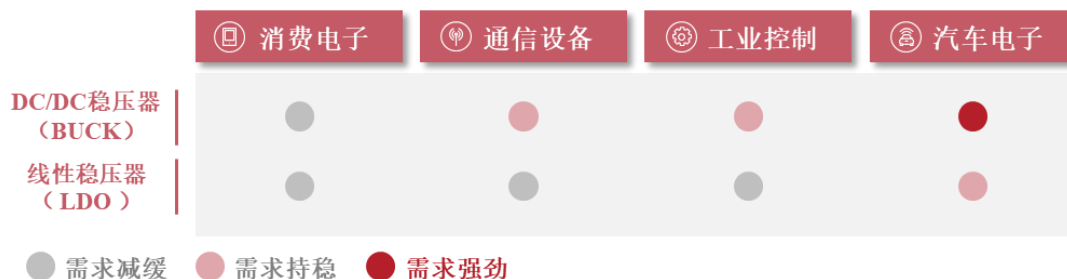 消费电子
通信设备
工业控制
汽车电子
DC/DC稳压器
（BUCK）
线性稳压器
（ LDO ）
需求减缓
需求持稳
需求强劲